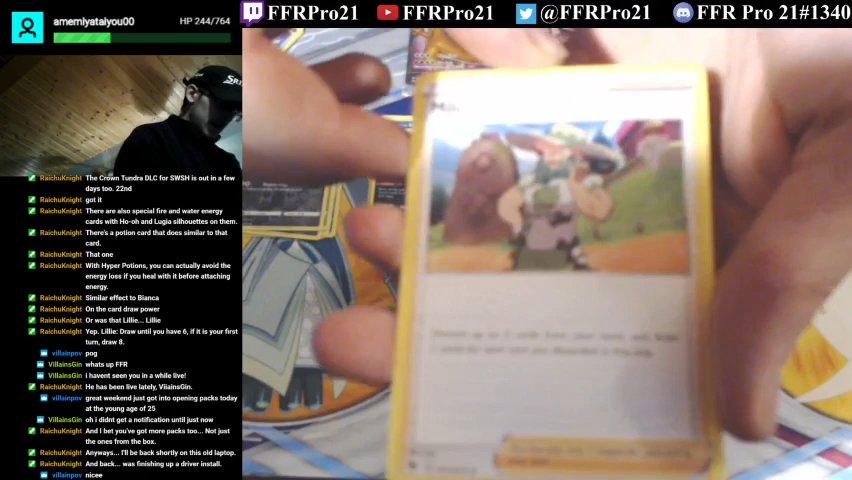 amemlyatalyou00
HP 244/764
FFRPro21
FFRPro21
@FFRPro21
FFR Pro 21#1340
SR
RaichuKnight The Crown Tundra DLC for SWSH is out in a few
days too. 22nd
RaichuKnight got it
RaichuKnight There are also special fire and water energy
cards with Ho-oh and Lugia silhouettes on them.
RaichuKnight There's a potion card that does similar to that
card.
RaichuKnight That one
RaichuKnight With Hyper Potions, you can actually avoid the
energy loss if you heal with it before attaching
energy.
RaichuKnight Similar effect to Bianca
RaichuKnight On the card draw power
RaichuKnight Or was that Lillie... Lillie
RaichuKnight Yep. Lillie: Draw until you have 6, if it is your first
turn, draw 8.
villainpov pog
VillainsGin whats up FFR
VillainsGin i havent seen you in a while live!
RaichuKnight He has been live lately, ViiainsGin.
villainpov great weekend just got into opening packs today
at the young age of 25
VillainsGin oh i didnt get a notification until just now
RaichuKnight And I bet you've got more packs too... Not just
the ones from the box.
RaichuKnight Anyways... I'll be back shortly on this old laptop.
RaichuKnight And back... was finishing up a driver install.
villainpov nicee